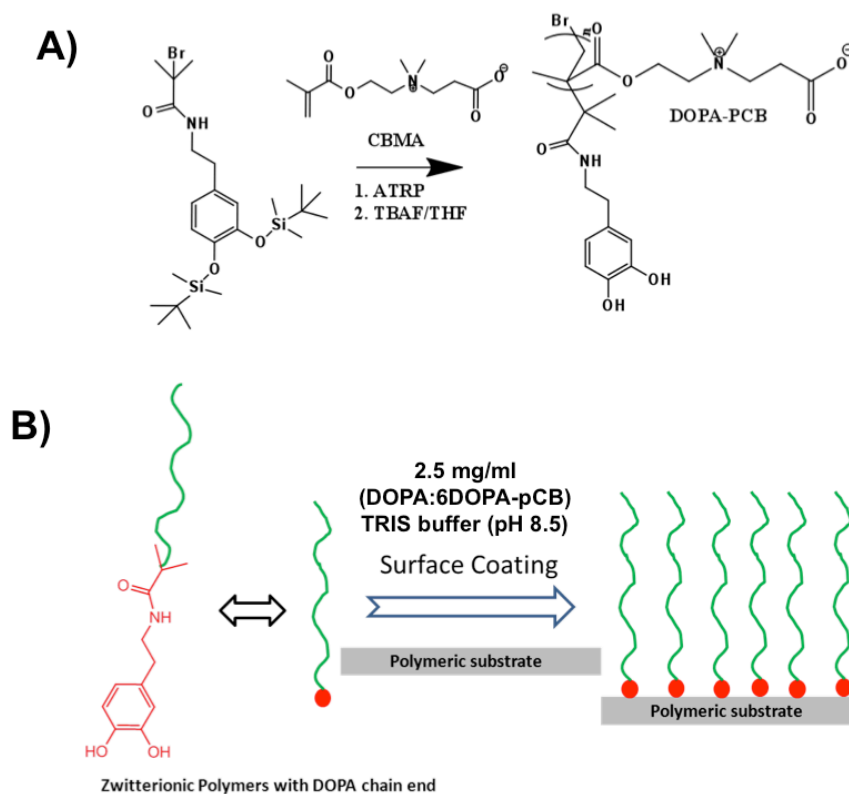 A)
Br
O
NH
O
Si
O
Si
O
O
N
⊕
O
O
⊖
CBMA
1. ATRP
2. TBAF/THF
Br
n
O
O
N
⊕
O
O
⊖
DOPA-PCB
O
NH
OH
OH
B)
2.5 mg/ml
(DOPA:6DOPA-pCB)
TRIS buffer (pH 8.5)
Surface Coating
O
NH
HO
OH
Polymeric substrate
Polymeric substrate
Zwitterionic Polymers with DOPA chain end